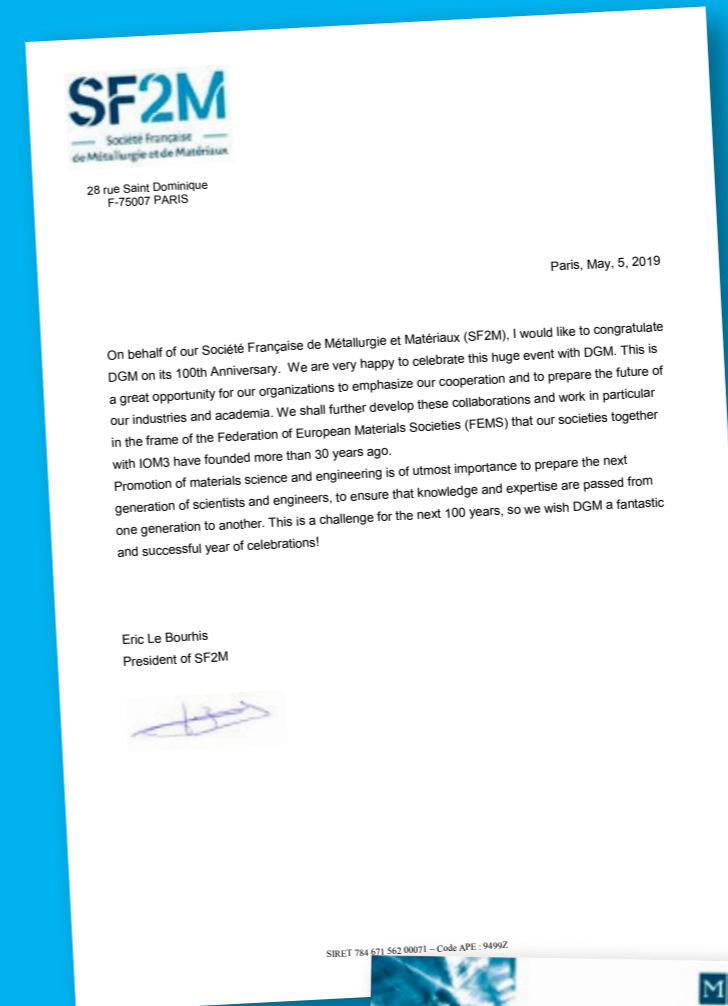 SF2M
Société Française
de Métallurgie et de Matériaux
28 rue Saint Dominique
F-75007 PARIS
Paris, May, 5, 2019
On behalf of our Société Française de Métallurgie et Matériaux (SF2M), I would like to congratulate
DGM on its 100th Anniversary.  We are very happy to celebrate this huge event with DGM. This is
a great opportunity for our organizations to emphasize our cooperation and to prepare the future of
our industries and academia. We shall further develop these collaborations and work in particular
in the frame of the Federation of European Materials Societies (FEMS) that our societies together
with IOM3 have founded more than 30 years ago.
Promotion of materials science and engineering is of utmost importance to prepare the next
generation of scientists and engineers, to ensure that knowledge and expertise are passed from
one generation to another. This is a challenge for the next 100 years, so we wish DGM a fantastic
and successful year of celebrations!
Eric Le Bourhis
President of SF2M
SIRET 784 671 562 00071 – Code APE : 9499Z
M